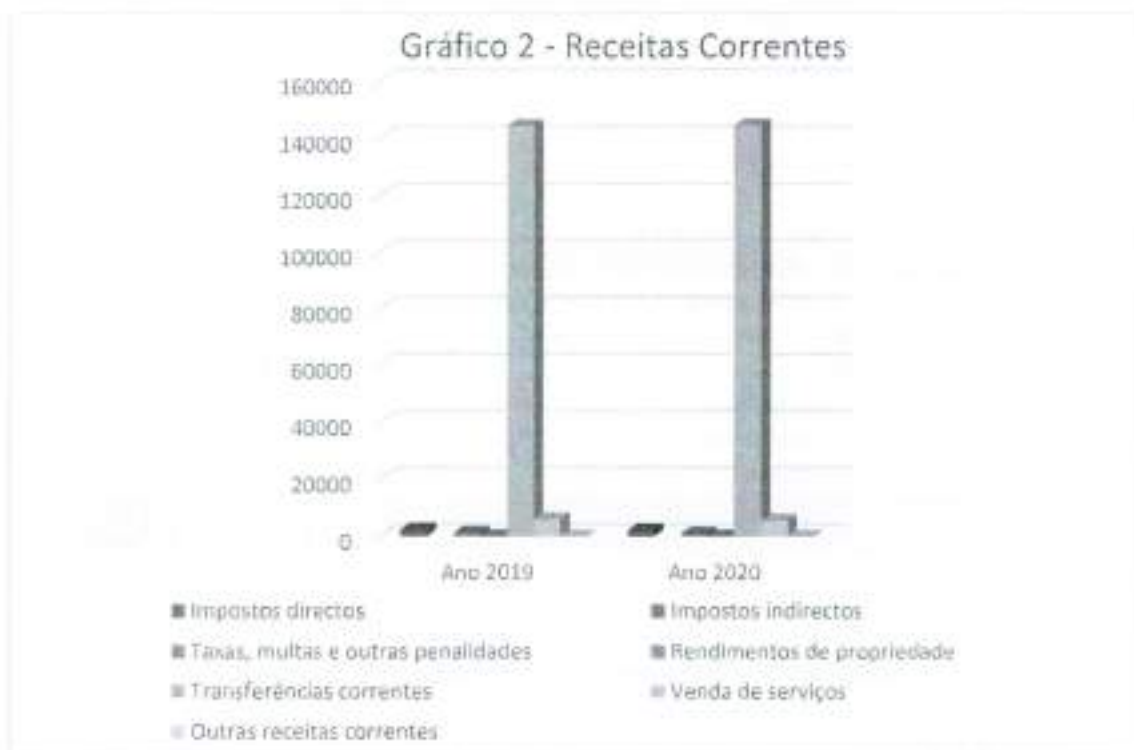 Gráfico 2 - Receitas Correntes
160000
140000
120000
100000
80000
60000
40000
20000
0
Ano 2019 Ano 2020
Impostos directos Impostos indirectos
Taxas, multas e outras penalidades Rendimentos de propriedade
Transferências correntes Venda de serviços
Outras receitas correntes